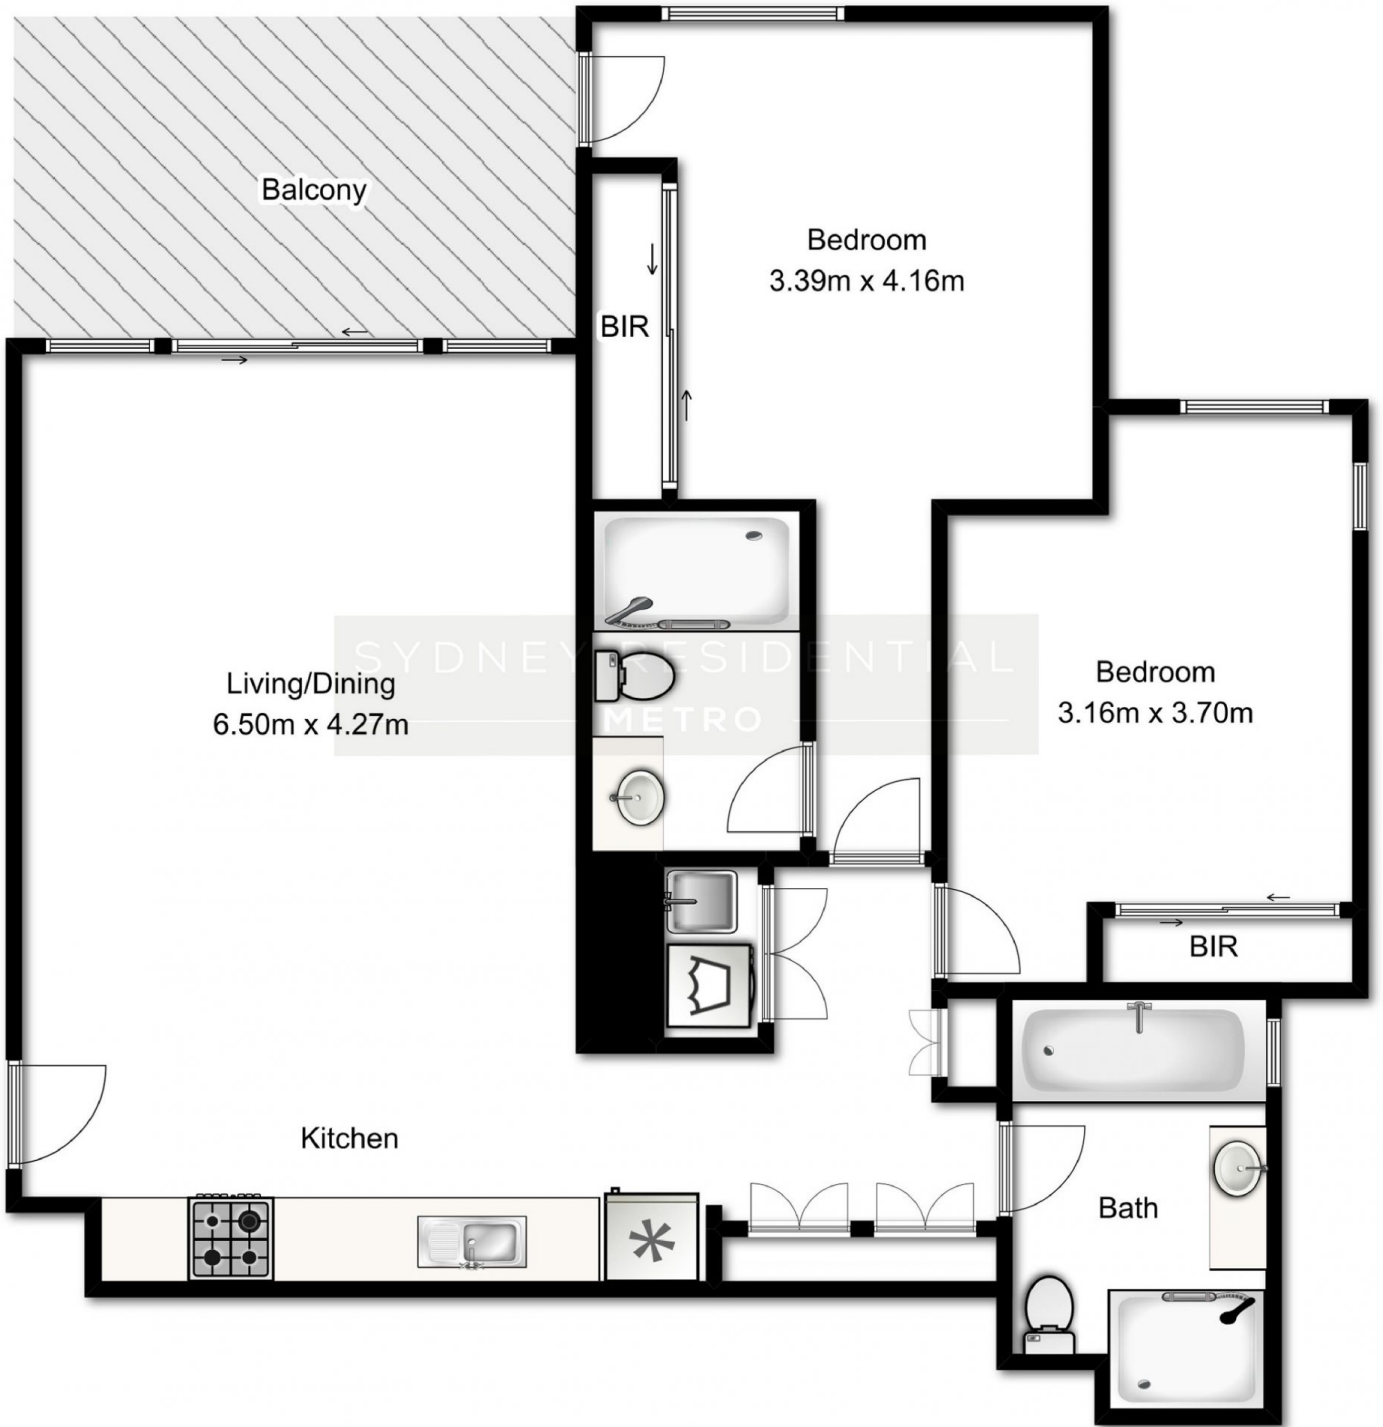 Balcony
Bedroom
3.39m x 4.16m
BIR
SYDNEY RESIDENTIAL
METRO
Living/Dining
6.50m x 4.27m
Bedroom
3.16m x 3.70m
BIR
Kitchen
Bath